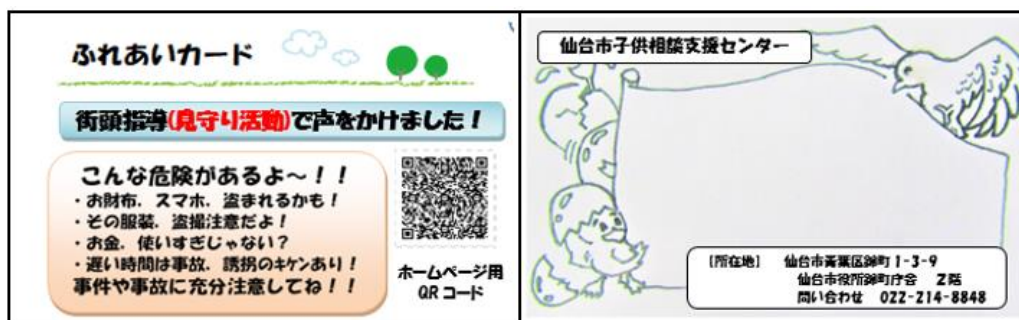 ふれあいカード
街頭指導(見守り活動)で声をかけました！
こんな危険があるよ～！！
・お財布、スマホ、盗まれるかも！
・その服装、盗撮注意だよ！
・お金、使いすぎじゃない？
・遅い時間は事故、誘拐のキケンあり！
事件や事故に充分注意してね！！
ホームページ用
QRコード
仙台市子供相談支援センター
[所在地] 仙台市青葉区錦町1-3-9
仙台市役所錦町庁舎 2階
問い合わせ 022-214-8848